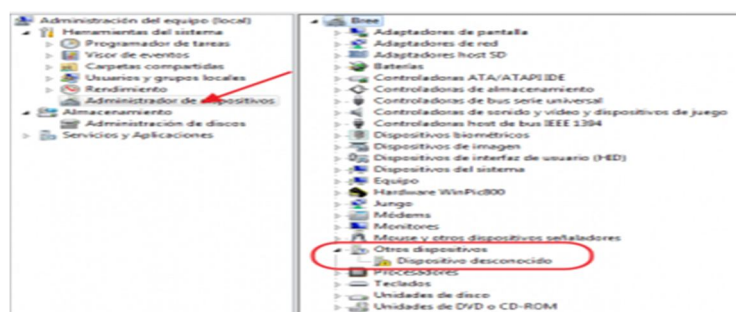 Administración del equipo (local)
Herramientas del sistema
Programador de tareas
Visor de eventos
Carpetas compartidas
Usuarios y grupos locales
Rendimiento
Administrador de dispositivos
Almacenamiento
Administración de discos
Servicios y Aplicaciones
Bree
Adaptadores de pantalla
Adaptadores de red
Adaptadores host SD
Baterías
Controladoras ATA/ATAPI IDE
Controladoras de almacenamiento
Controladoras de bus serie universal
Controladoras de sonido y vídeo y dispositivos de juego
Controladoras host de bus IEEE 1394
Dispositivos biométricos
Dispositivos de imagen
Dispositivos de interfaz de usuario (HID)
Dispositivos del sistema
Equipo
Hardware WinPic800
Jungo
Módems
Monitores
Mouse y otros dispositivos señaladores
Otros dispositivos
Dispositivo desconocido
Procesadores
Teclados
Unidades de disco
Unidades de DVD o CD-ROM